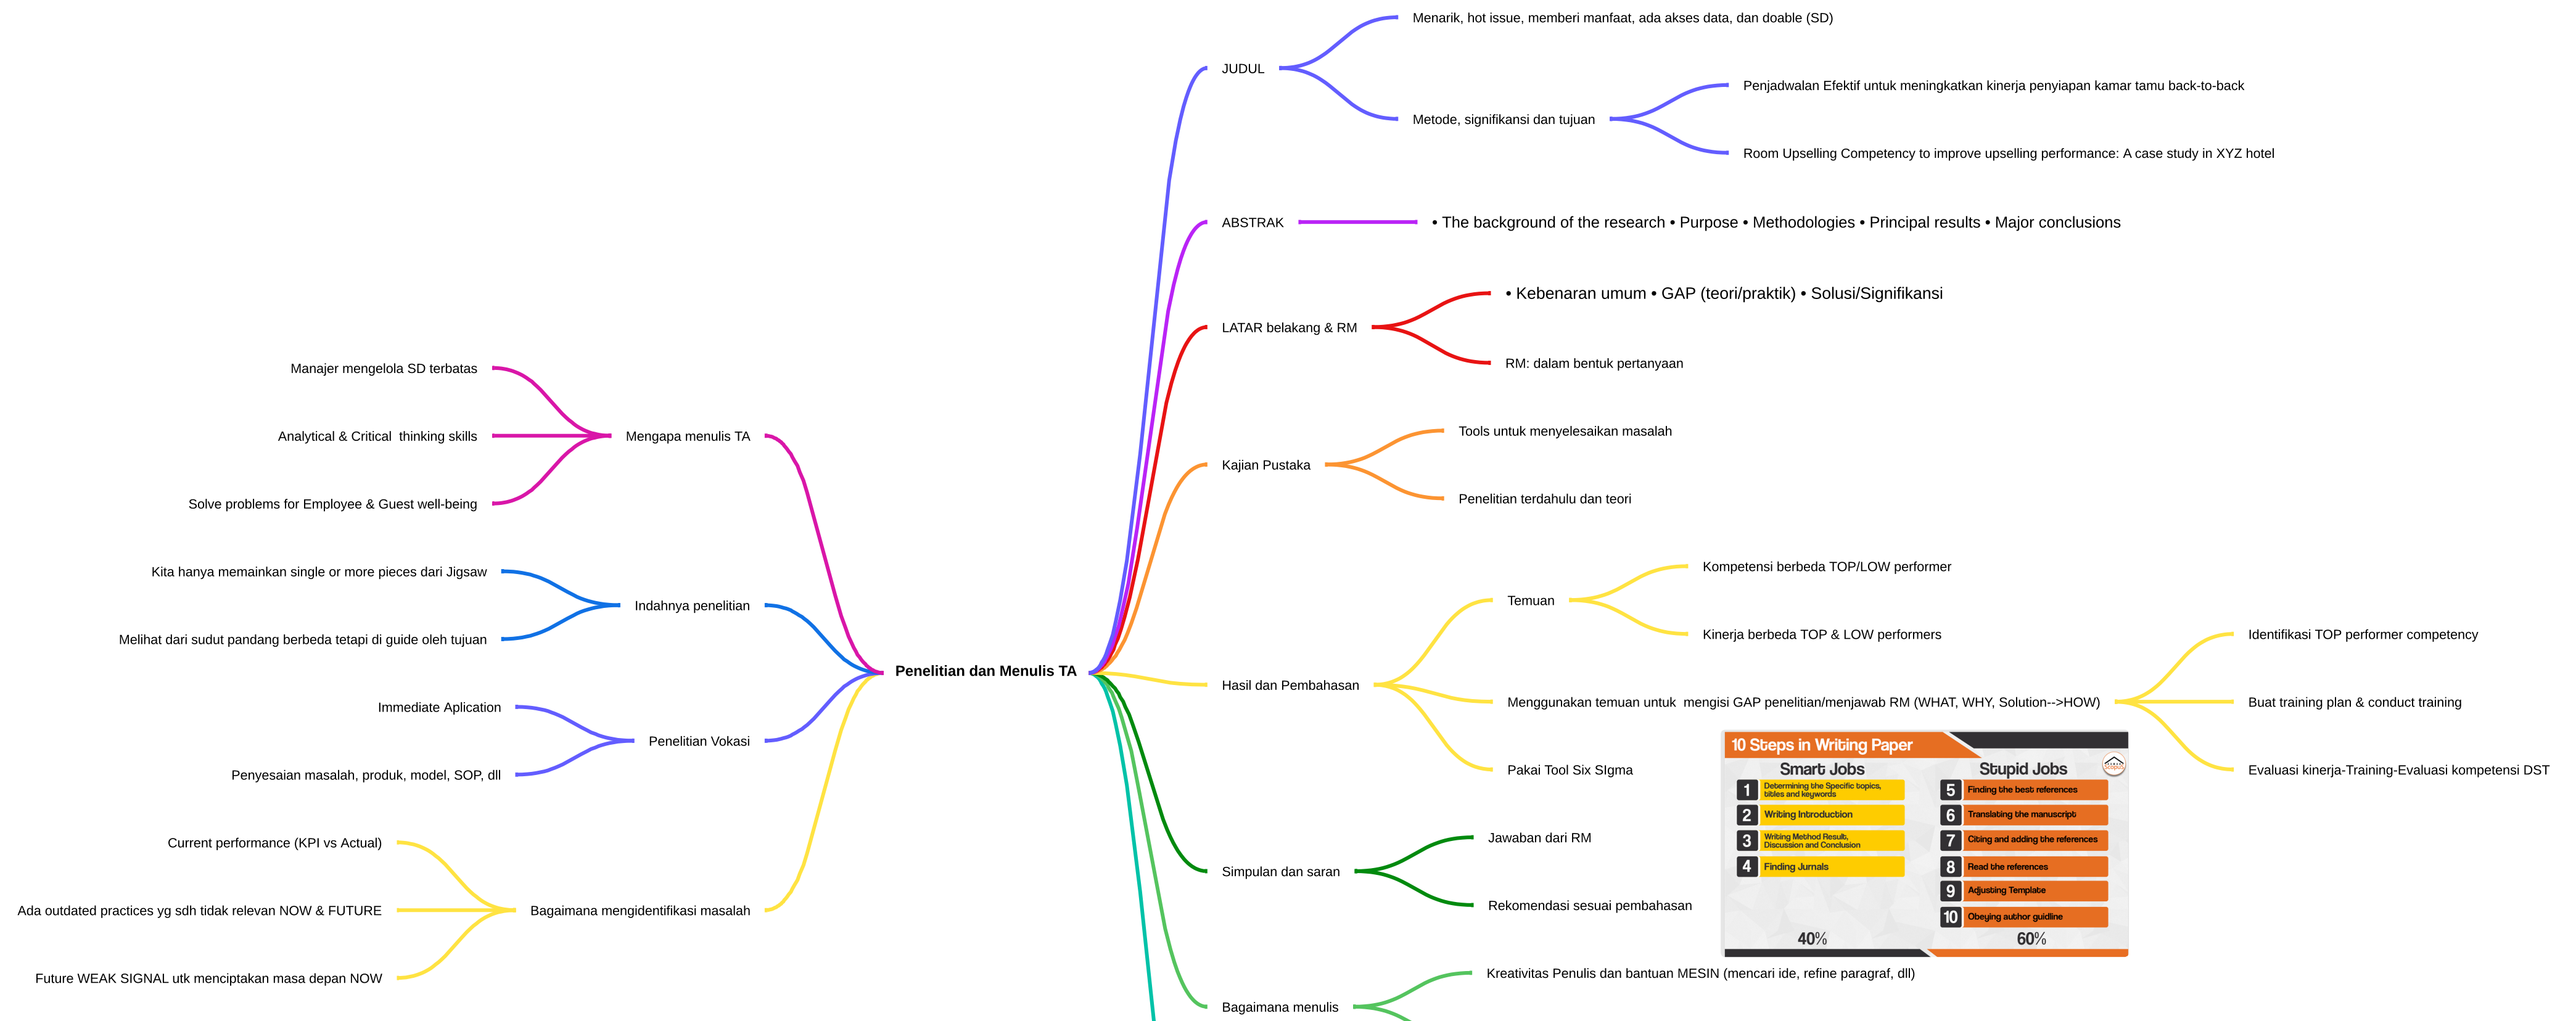 Penelitian dan Menulis TA
JUDUL
Menarik, hot issue, memberi manfaat, ada akses data, dan doable (SD)
Metode, signifikansi dan tujuan
Penjadwalan Efektif untuk meningkatkan kinerja penyiapan kamar tamu back-to-back
Room Upselling Competency to improve upselling performance: A case study in XYZ hotel
ABSTRAK
• The background of the research • Purpose • Methodologies • Principal results • Major conclusions
LATAR belakang & RM
• Kebenaran umum • GAP (teori/praktik) • Solusi/Signifikansi
RM: dalam bentuk pertanyaan
Kajian Pustaka
Tools untuk menyelesaikan masalah
Penelitian terdahulu dan teori
Hasil dan Pembahasan
Temuan
Kompetensi berbeda TOP/LOW performer
Kinerja berbeda TOP & LOW performers
Menggunakan temuan untuk  mengisi GAP penelitian/menjawab RM (WHAT, WHY, Solution-->HOW)
Identifikasi TOP performer competency
Buat training plan & conduct training
Evaluasi kinerja-Training-Evaluasi kompetensi DST
Pakai Tool Six SIgma
Simpulan dan saran
Jawaban dari RM
Rekomendasi sesuai pembahasan
10 Steps in Writing Paper
Smart Jobs
1 Determining the Specific topics,
titles and keywords
2 Writing Introduction
3 Writing Method Result,
Discussion and Conclusion
4 Finding Jurnals
40%
Stupid Jobs
5 Finding the best references
6 Translating the manuscript
7 Citing and adding the references
8 Read the references
9 Adjusting Template
10 Obeying author guidline
60%
Bagaimana menulis
Kreativitas Penulis dan bantuan MESIN (mencari ide, refine paragraf, dll)
Mengapa menulis TA
Manajer mengelola SD terbatas
Analytical & Critical  thinking skills
Solve problems for Employee & Guest well-being
Indahnya penelitian
Kita hanya memainkan single or more pieces dari Jigsaw
Melihat dari sudut pandang berbeda tetapi di guide oleh tujuan
Penelitian Vokasi
Immediate Aplication
Penyesaian masalah, produk, model, SOP, dll
Bagaimana mengidentifikasi masalah
Current performance (KPI vs Actual)
Ada outdated practices yg sdh tidak relevan NOW & FUTURE
Future WEAK SIGNAL utk menciptakan masa depan NOW